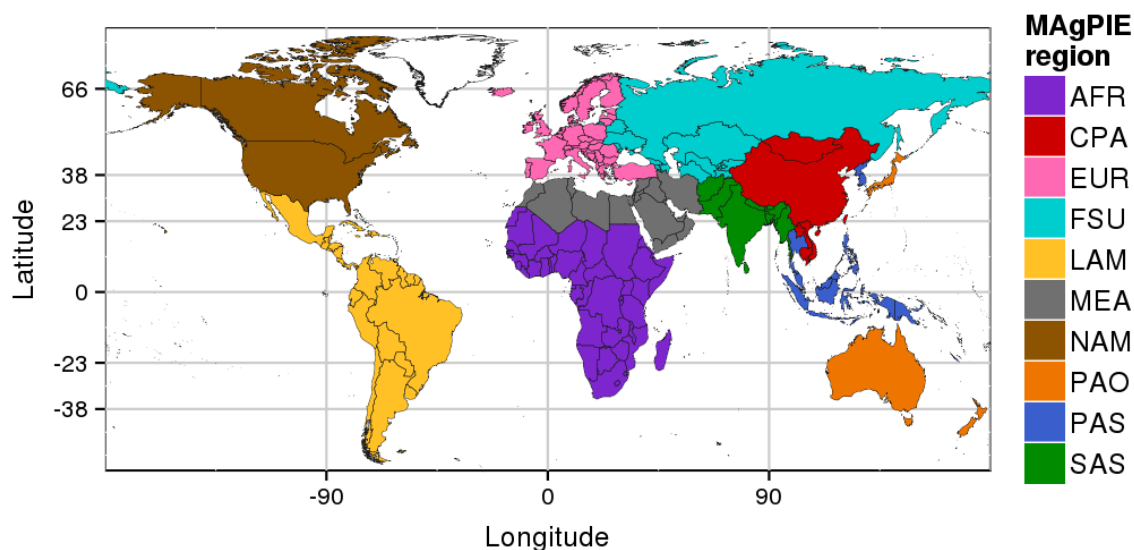 MAgPIE
region
AFR
CPA
EUR
FSU
LAM
MEA
NAM
PAO
PAS
SAS
Latitude
66
38
23
0
-23
-38
-90
0
90
Longitude